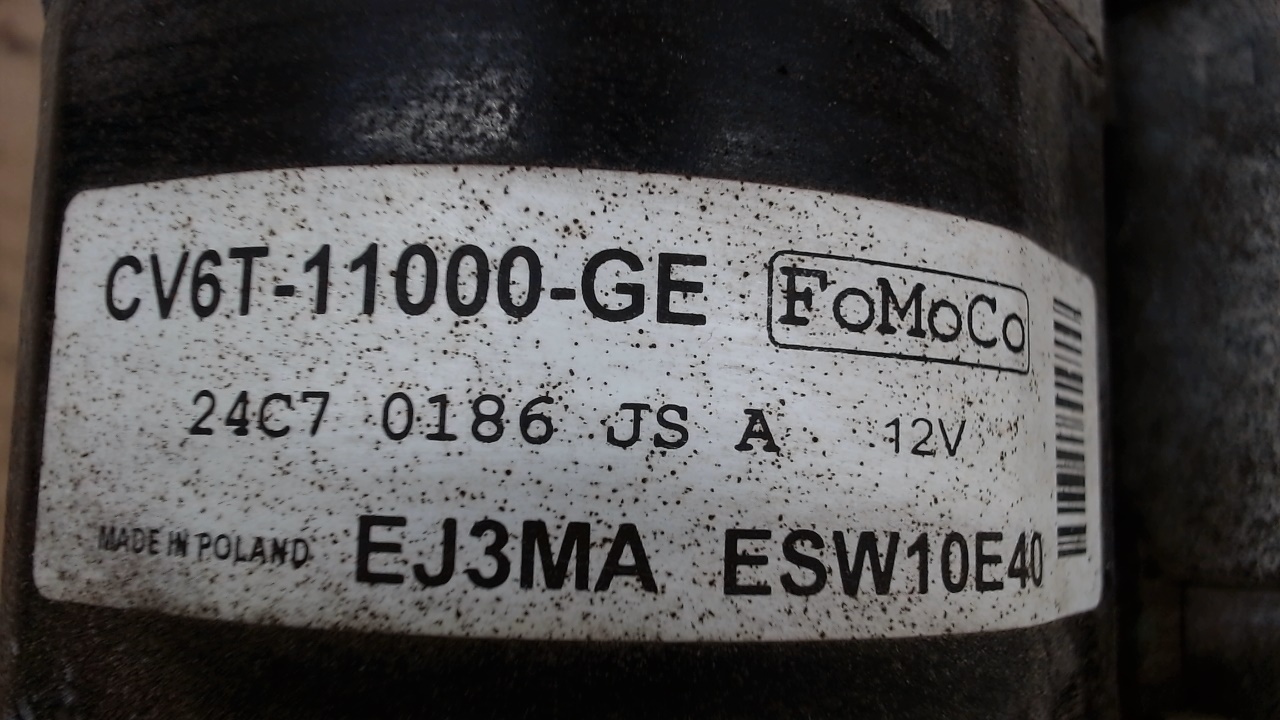 CV6T-11000-GE FoMoCo
24C7 0186 JS A 12V
MADE IN POLAND EJ3MA ESW10E40